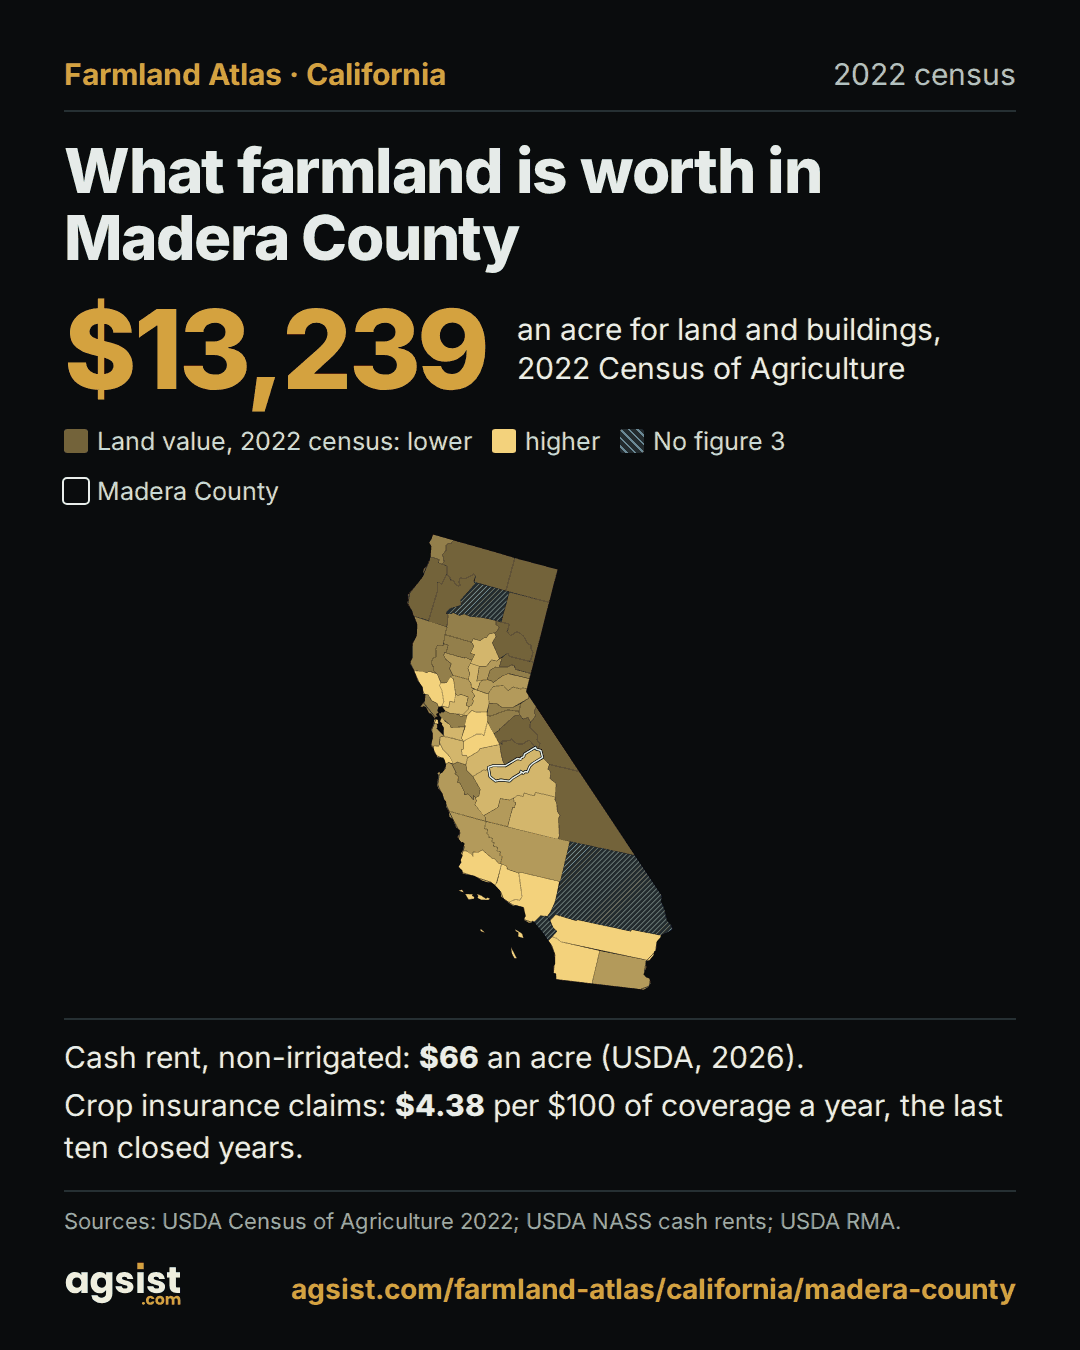 Farmland Atlas · California
2022 census
What farmland is worth in
Madera County
$13,239
an acre for land and buildings,
2022 Census of Agriculture
Land value, 2022 census: lower
higher
No figure 3
Madera County
Cash rent, non-irrigated: $66 an acre (USDA, 2026).
Crop insurance claims: $4.38 per $100 of coverage a year, the last
ten closed years.
Sources: USDA Census of Agriculture 2022; USDA NASS cash rents; USDA RMA.
agsist
.com
agsist.com/farmland-atlas/california/madera-county